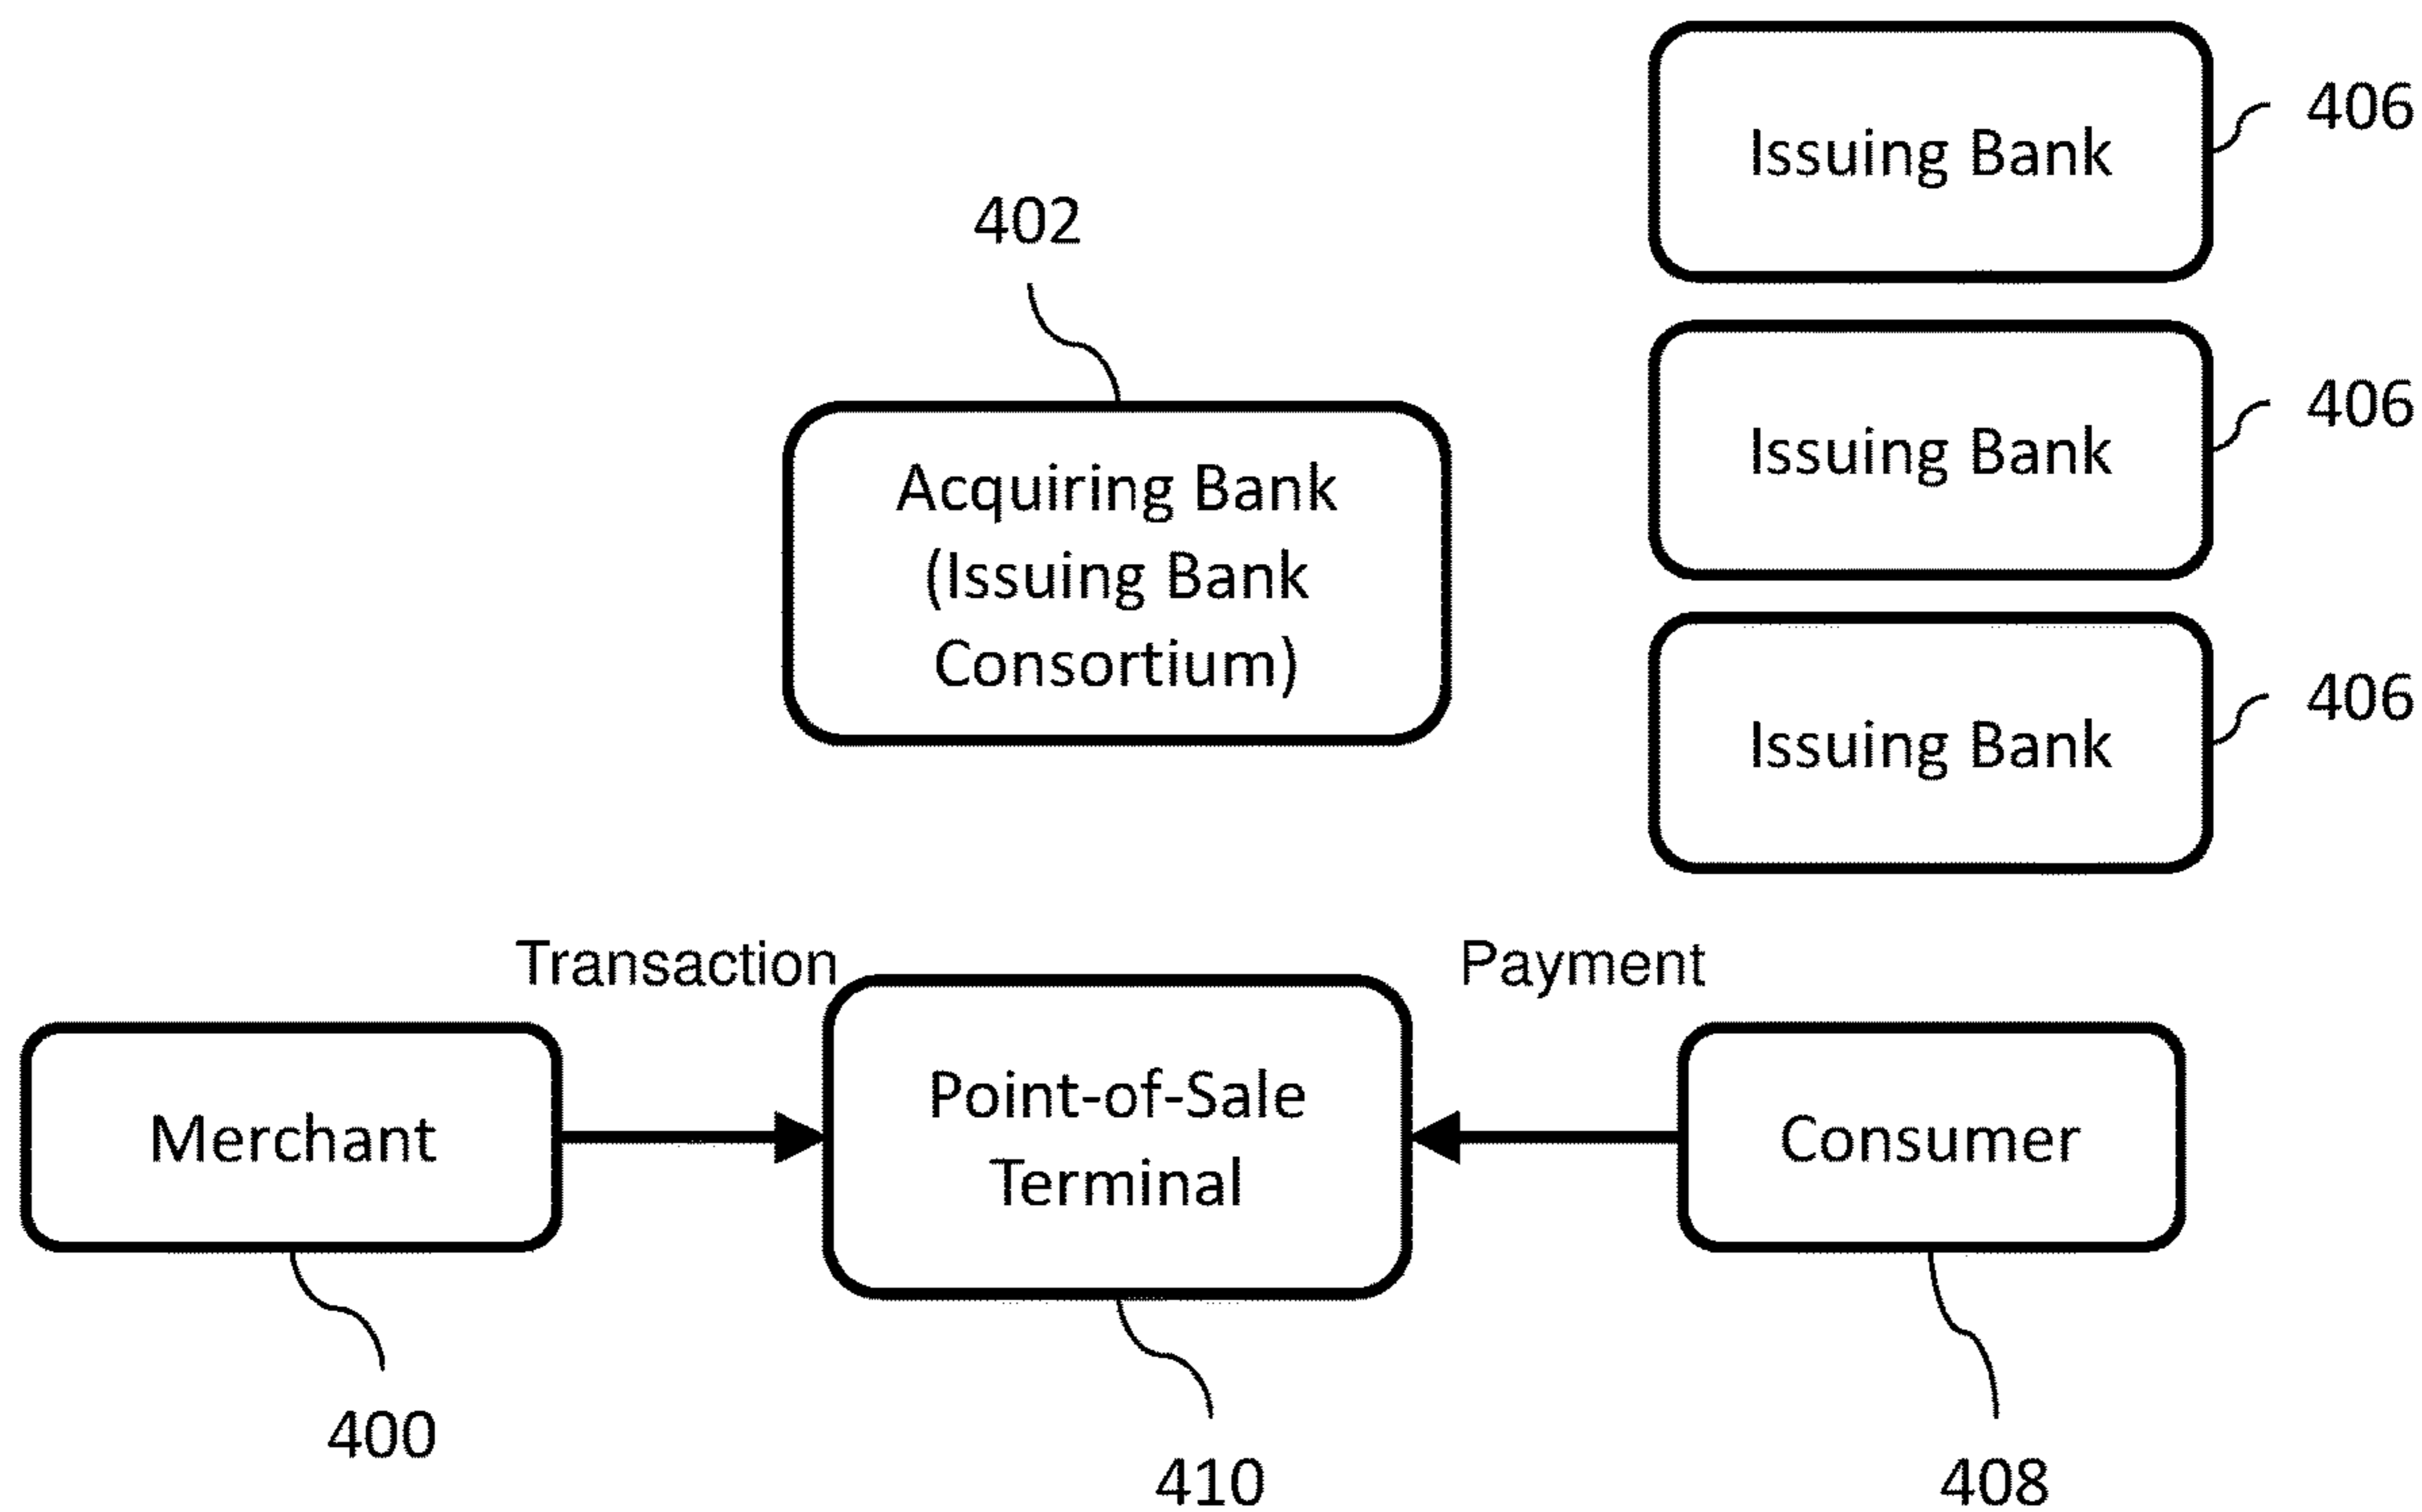 Issuing Bank
406
402
Issuing Bank
406
Acquiring Bank
(Issuing Bank
Consortium)
Issuing Bank
406
Transaction
Payment
Merchant
Point-of-Sale
Terminal
Consumer
400
410
408